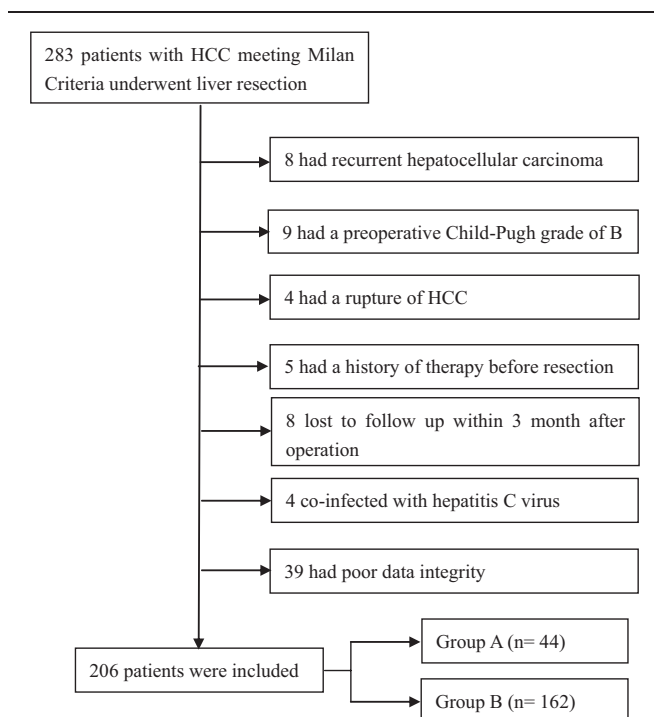 283 patients with HCC meeting Milan
Criteria underwent liver resection
8 had recurrent hepatocellular carcinoma
9 had a preoperative Child-Pugh grade of B
4 had a rupture of HCC
5 had a history of therapy before resection
8 lost to follow up within 3 month after
operation
4 co-infected with hepatitis C virus
39 had poor data integrity
206 patients were included
Group A (n= 44)
Group B (n= 162)